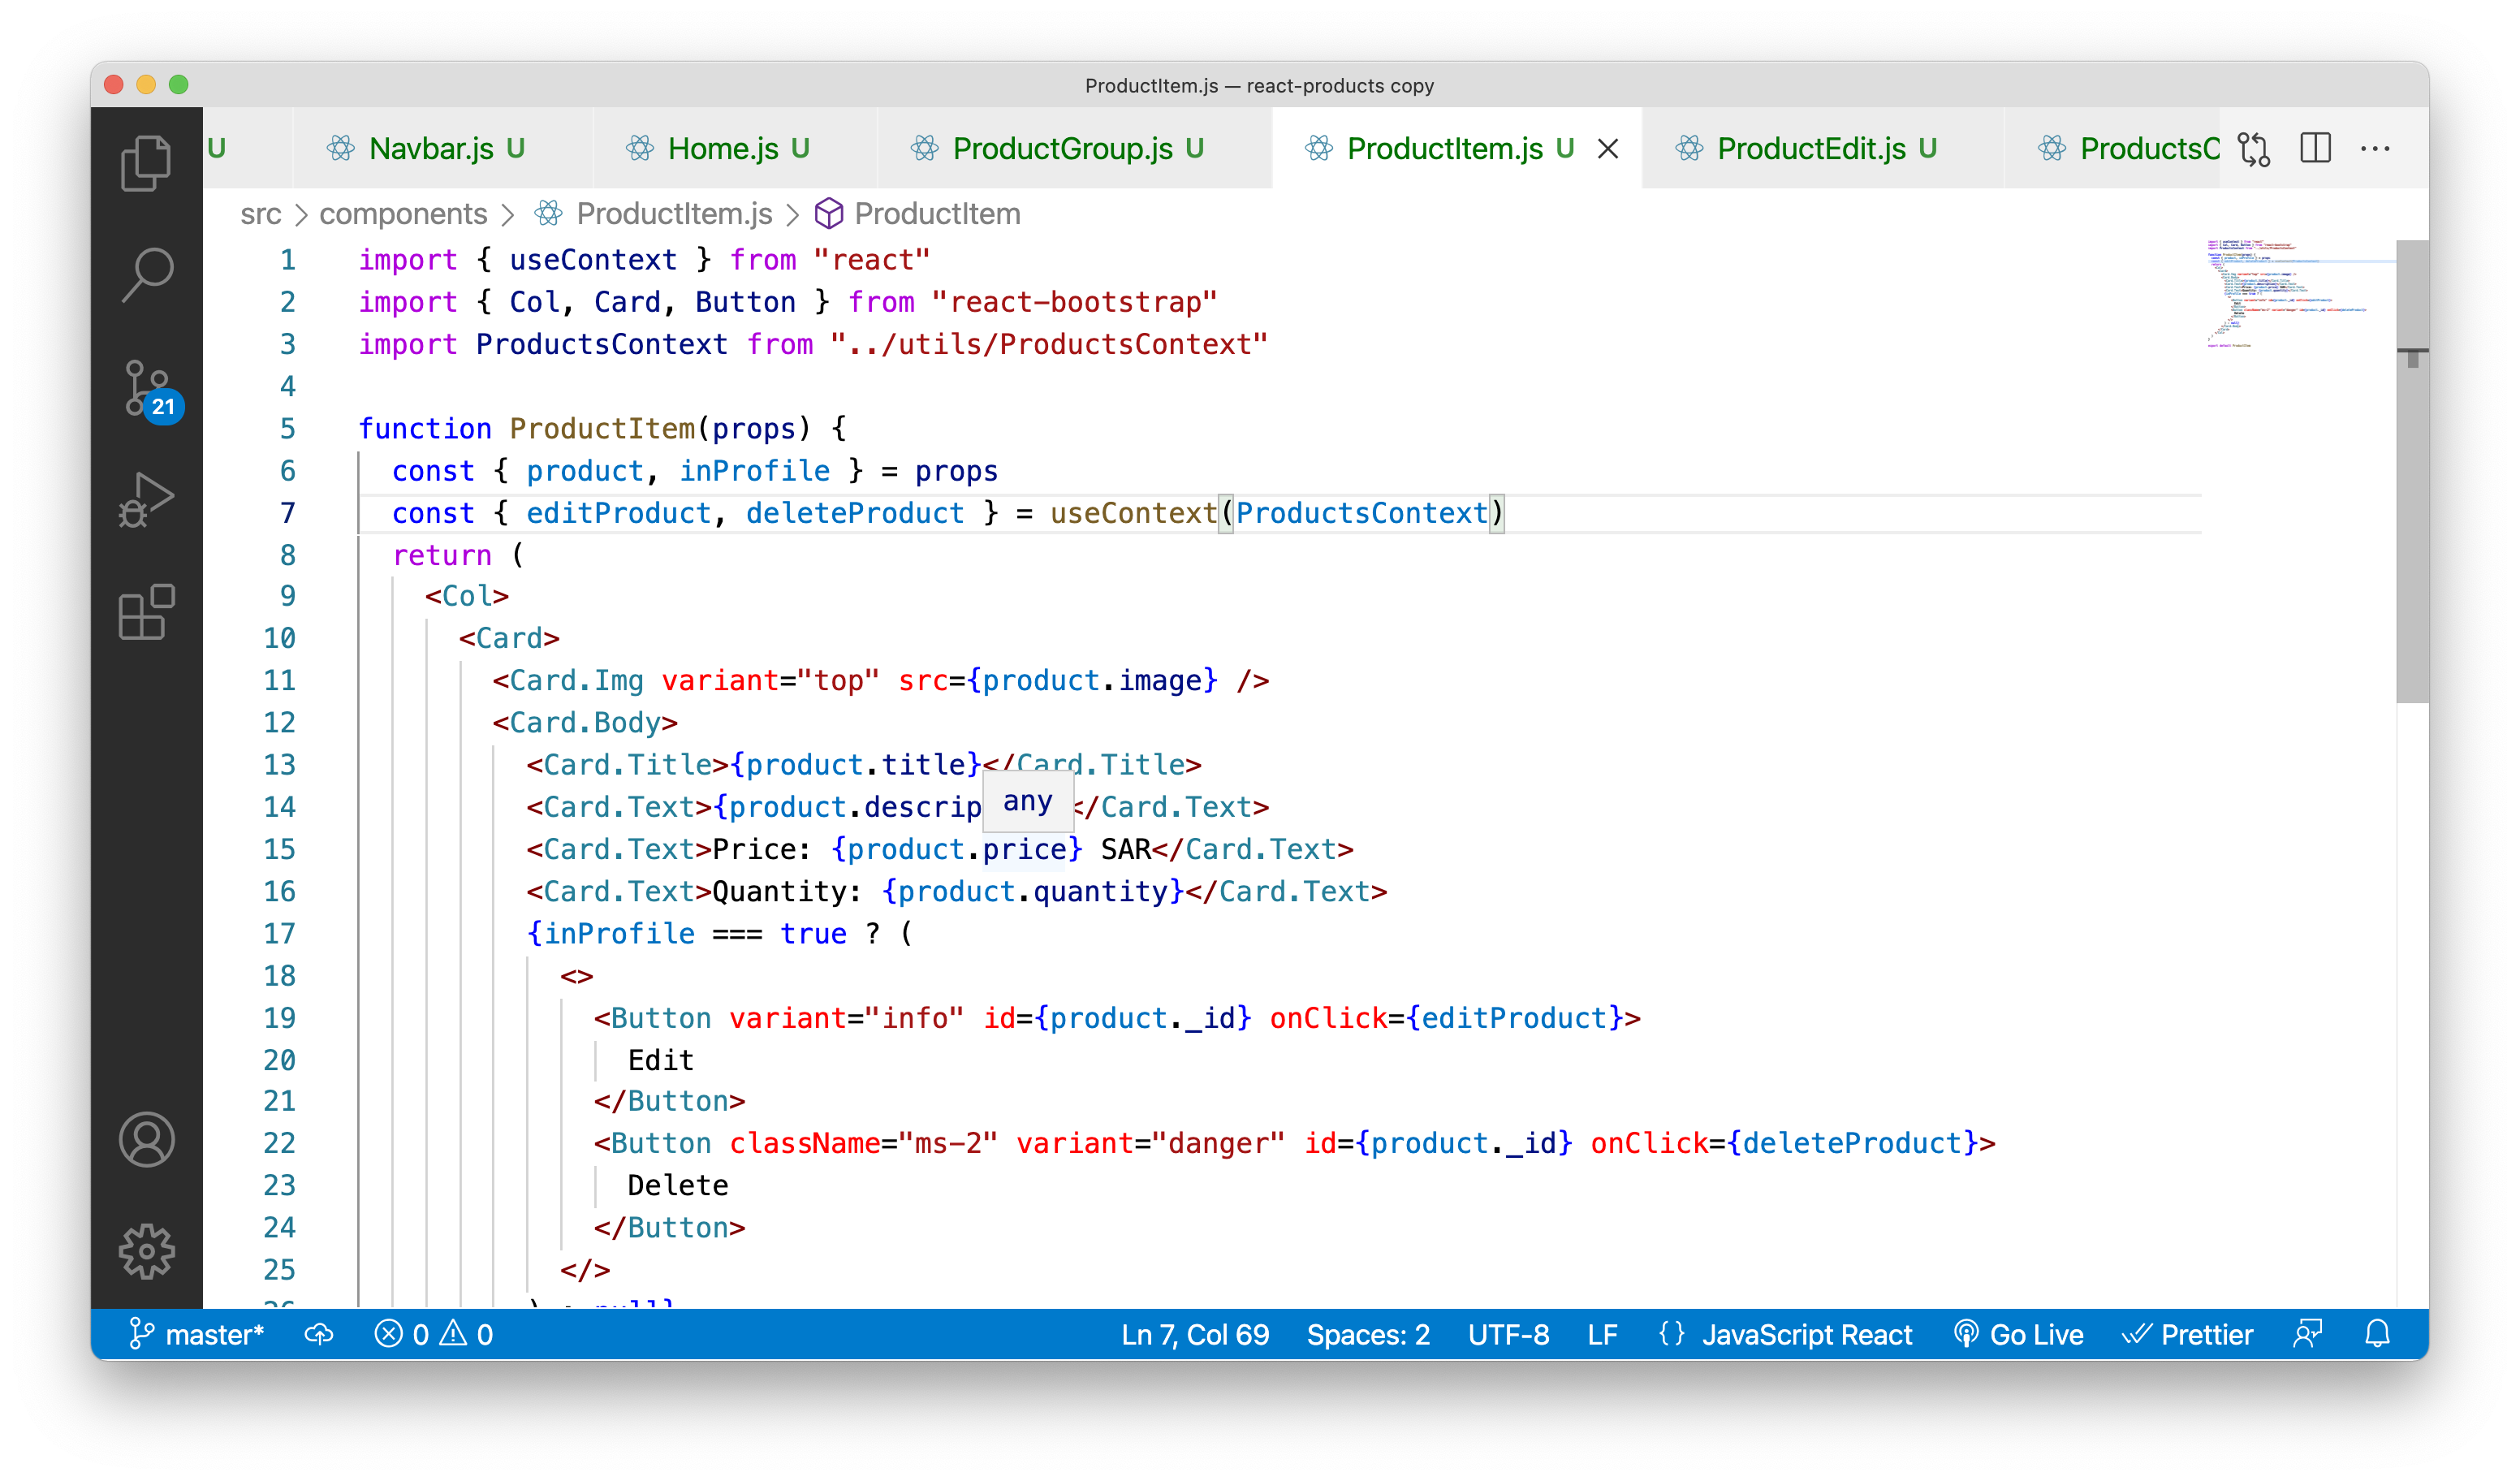 ProductItem.js — react-products copy
U Navbar.js U Home.js U ProductGroup.js U ProductItem.js U ProductEdit.js U ProductsC
src > components > ProductItem.js > ProductItem
1 import { useContext } from "react"
2 import { Col, Card, Button } from "react-bootstrap"
3 import ProductsContext from "../utils/ProductsContext"
4
5 function ProductItem(props) {
6 const { product, inProfile } = props
7 const { editProduct, deleteProduct } = useContext(ProductsContext)
8 return (
9 <Col>
10 <Card>
11 <Card.Img variant="top" src={product.image} />
12 <Card.Body>
13 <Card.Title>{product.title}</Card.Title>
any
14 <Card.Text>{product.descrip </Card.Text>
15 <Card.Text>Price: {product.price} SAR</Card.Text>
16 <Card.Text>Quantity: {product.quantity}</Card.Text>
17 {inProfile === true ? (
18 <>
19 <Button variant="info" id={product._id} onClick={editProduct}>
20 Edit
21 </Button>
22 <Button className="ms-2" variant="danger" id={product._id} onClick={deleteProduct}>
23 Delete
24 </Button>
25 </>
26 ) : null}
21
master* 0 0 Ln 7, Col 69 Spaces: 2 UTF-8 LF {} JavaScript React Go Live Prettier